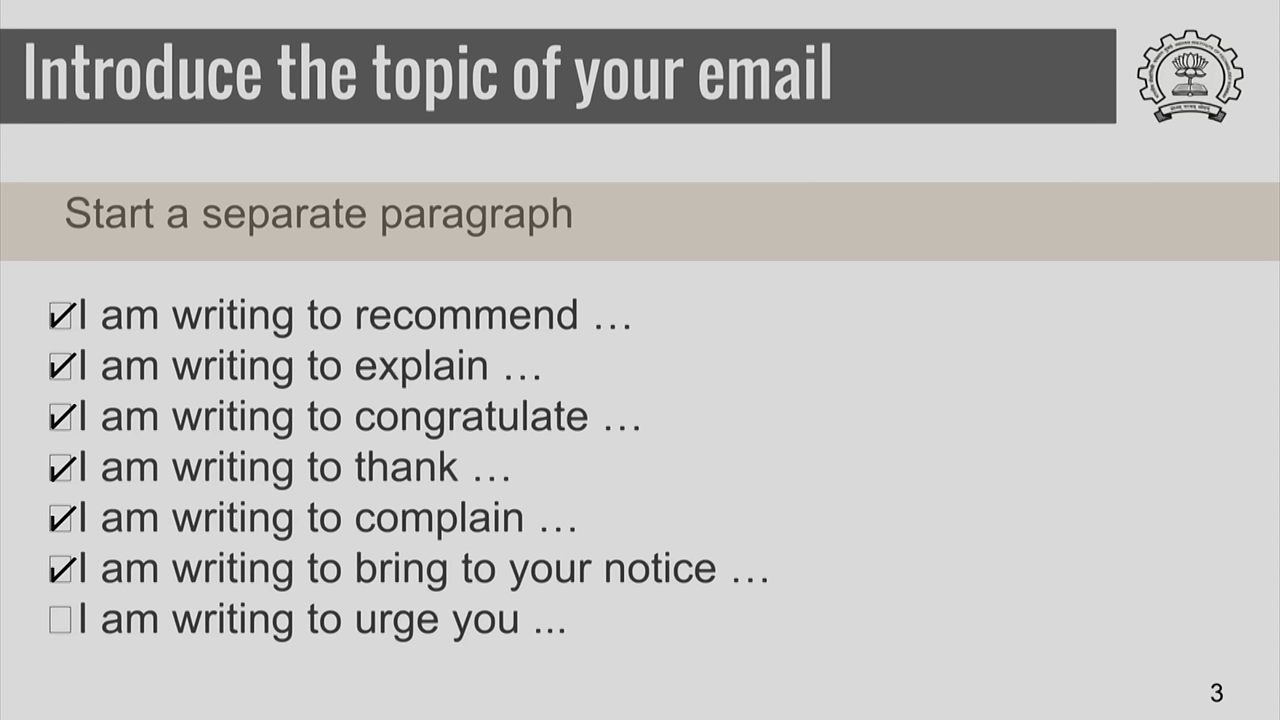 Introduce the topic of your email
Start a separate paragraph
☑I am writing to recommend …
☑I am writing to explain …
☑I am writing to congratulate …
☑I am writing to thank …
☑I am writing to complain …
☑I am writing to bring to your notice …
☐I am writing to urge you ...
3